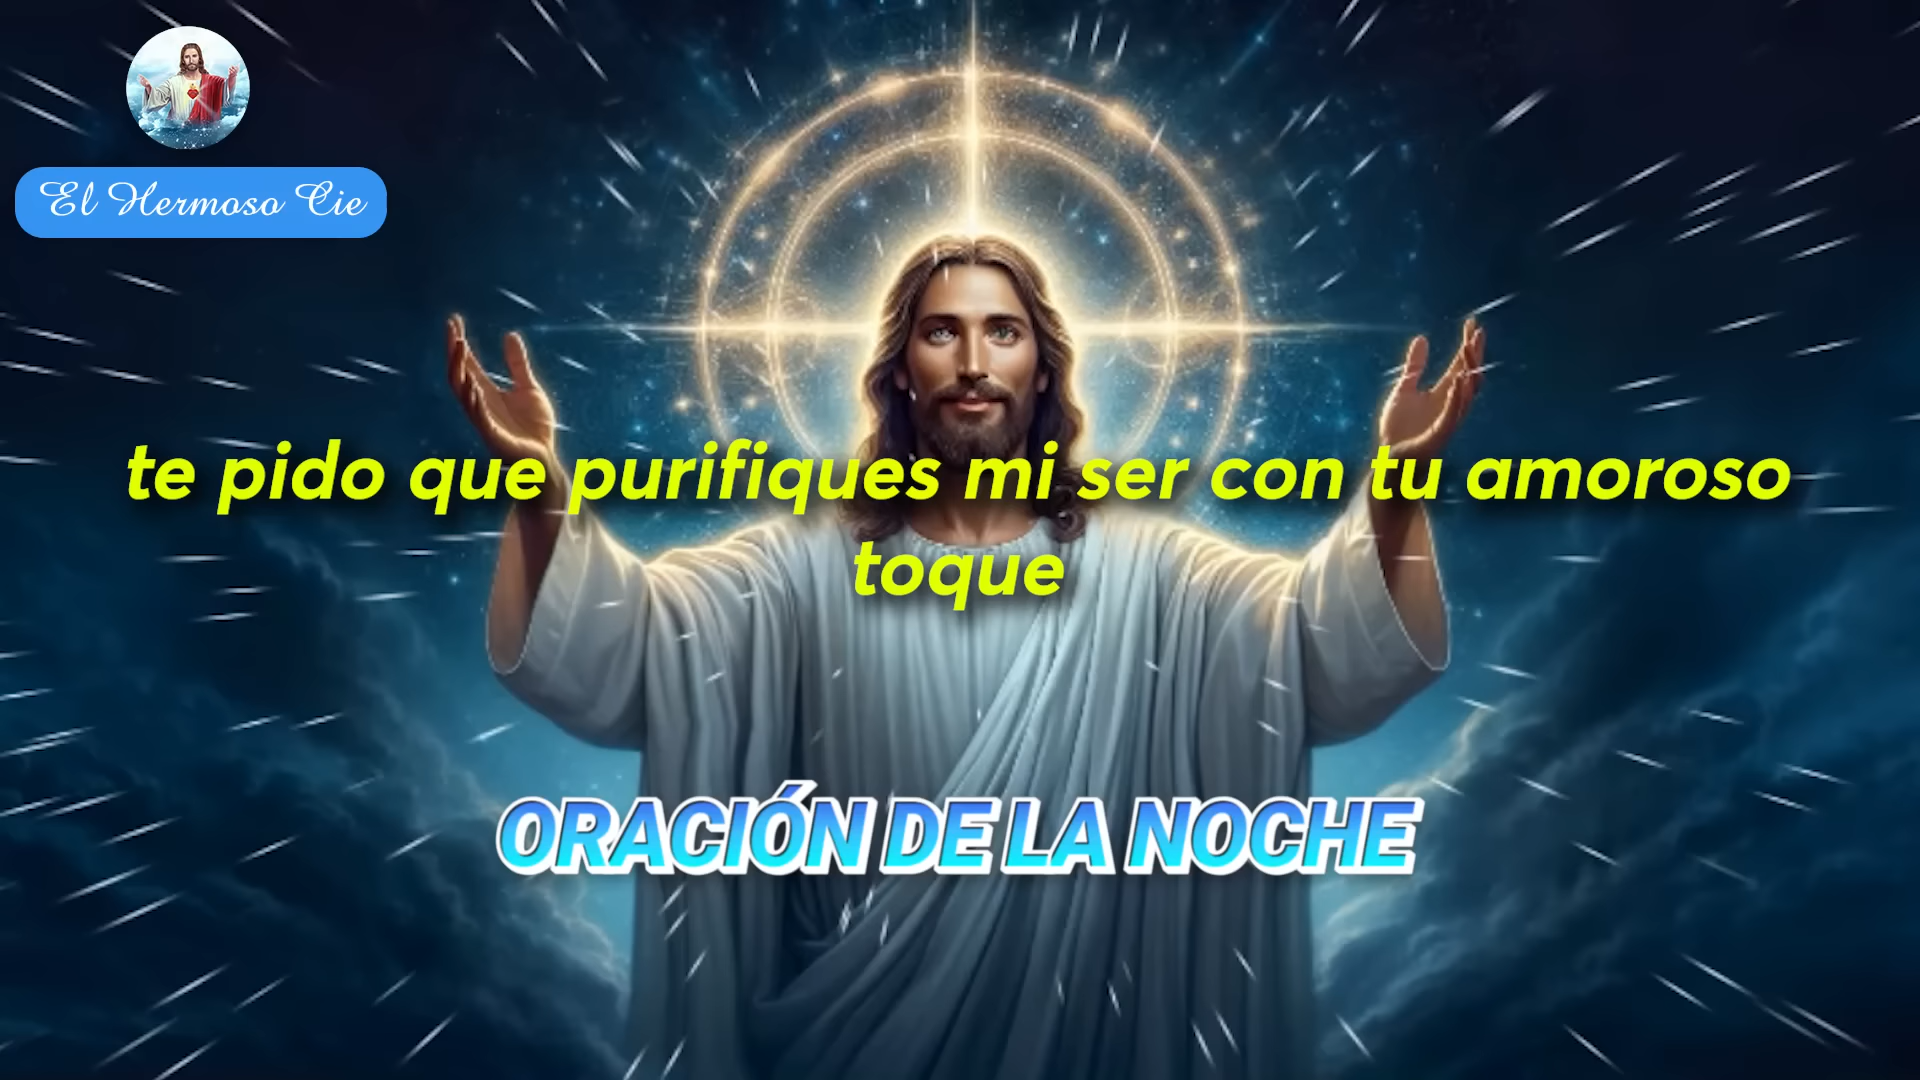 El Hermoso Cie
te pido que purifiques mi ser con tu amoroso
toque
ORACIÓN DE LA NOCHE